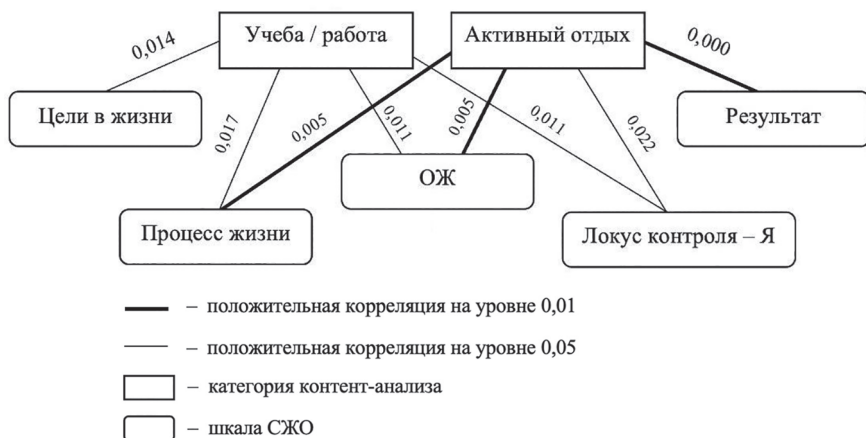 Учеба / работа
Активный отдых
0,014
0,000
Цели в жизни
Результат
0,017
0,005
0,011
0,005
0,011
0,022
ОЖ
Процесс жизни
Локус контроля – Я
– положительная корреляция на уровне 0,01
– положительная корреляция на уровне 0,05
– категория контент-анализа
– шкала СЖО